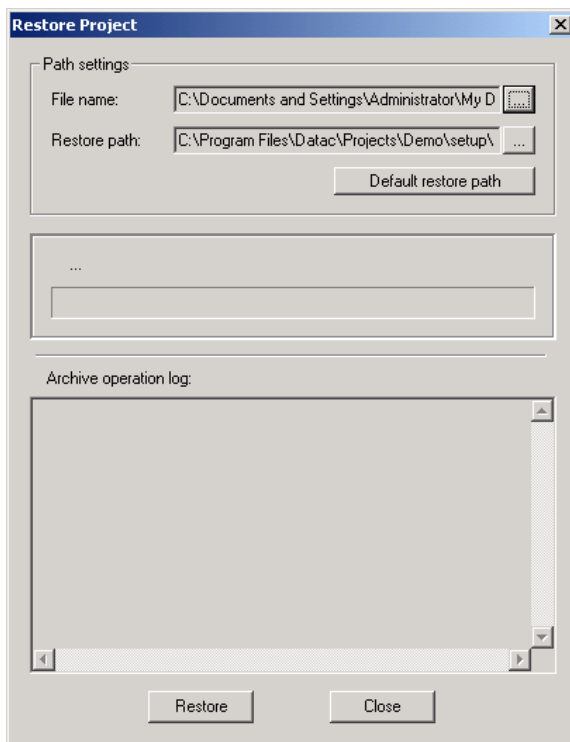 Restore Project
Path settings
File name: C:\Documents and Settings\Administrator\My D ...
Restore path: C:\Program Files\Datac\Projects\Demo\setup\ ...
Default restore path
...
Archive operation log:
Restore Close